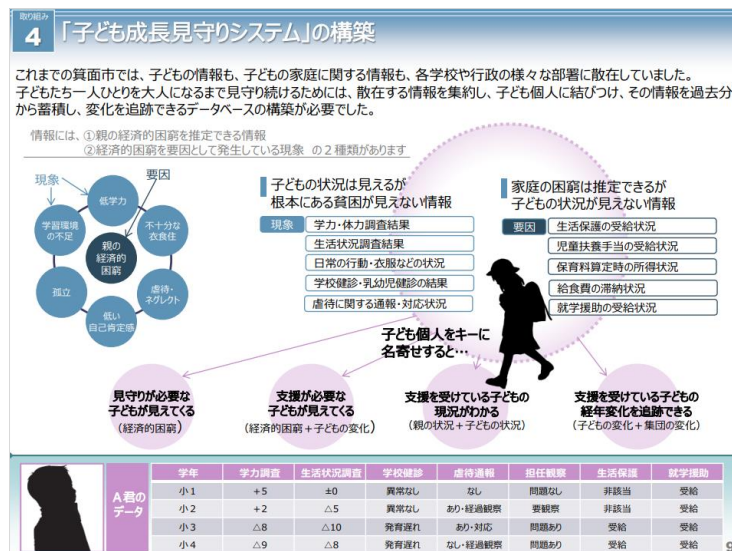 取り組み
4
「子ども成長見守りシステム」の構築
これまでの箕面市では、子どもの情報も、子どもの家庭に関する情報も、各学校や行政の様々な部署に散在していました。
子どもたち一人ひとりを大人になるまで見守り続けるためには、散在する情報を集約し、子ども個人に結びつけ、その情報を過去分
から蓄積し、変化を追跡できるデータベースの構築が必要でした。
情報には、①親の経済的困窮を推定できる情報
②経済的困窮を要因として発生している現象 の2種類があります
現象
要因
低学力
学習環境
の不足
不十分な
衣食住
親の
経済的
困窮
孤立
虐待・
ネグレクト
低い
自己肯定感
子どもの状況は見えるが
根本にある貧困が見えない情報
現象
学力・体力調査結果
生活状況調査結果
日常の行動・衣服などの状況
学校健診・乳幼児健診の結果
虐待に関する通報・対応状況
家庭の困窮は推定できるが
子どもの状況が見えない情報
要因
生活保護の受給状況
児童扶養手当の受給状況
保育料算定時の所得状況
給食費の滞納状況
就学援助の受給状況
子ども個人をキーに
名寄せすると…
見守りが必要な
子どもが見えてくる
(経済的困窮)
支援が必要な
子どもが見えてくる
(経済的困窮+子どもの変化)
支援を受けている子どもの
現況がわかる
(親の状況+子どもの状況)
支援を受けている子どもの
経年変化を追跡できる
(子どもの変化+集団の変化)
A君の
データ
学年 学力調査 生活状況調査 学校健診 虐待通報 担任観察 生活保護 就学援助
小1 +5 ±0 異常なし なし 問題なし 非該当 受給
小2 +2 △5 異常なし あり・経過観察 要観察 非該当 受給
小3 △8 △10 発育遅れ あり・対応 問題あり 受給 受給
小4 △9 △8 発育遅れ なし・経過観察 問題あり 受給 受給
9